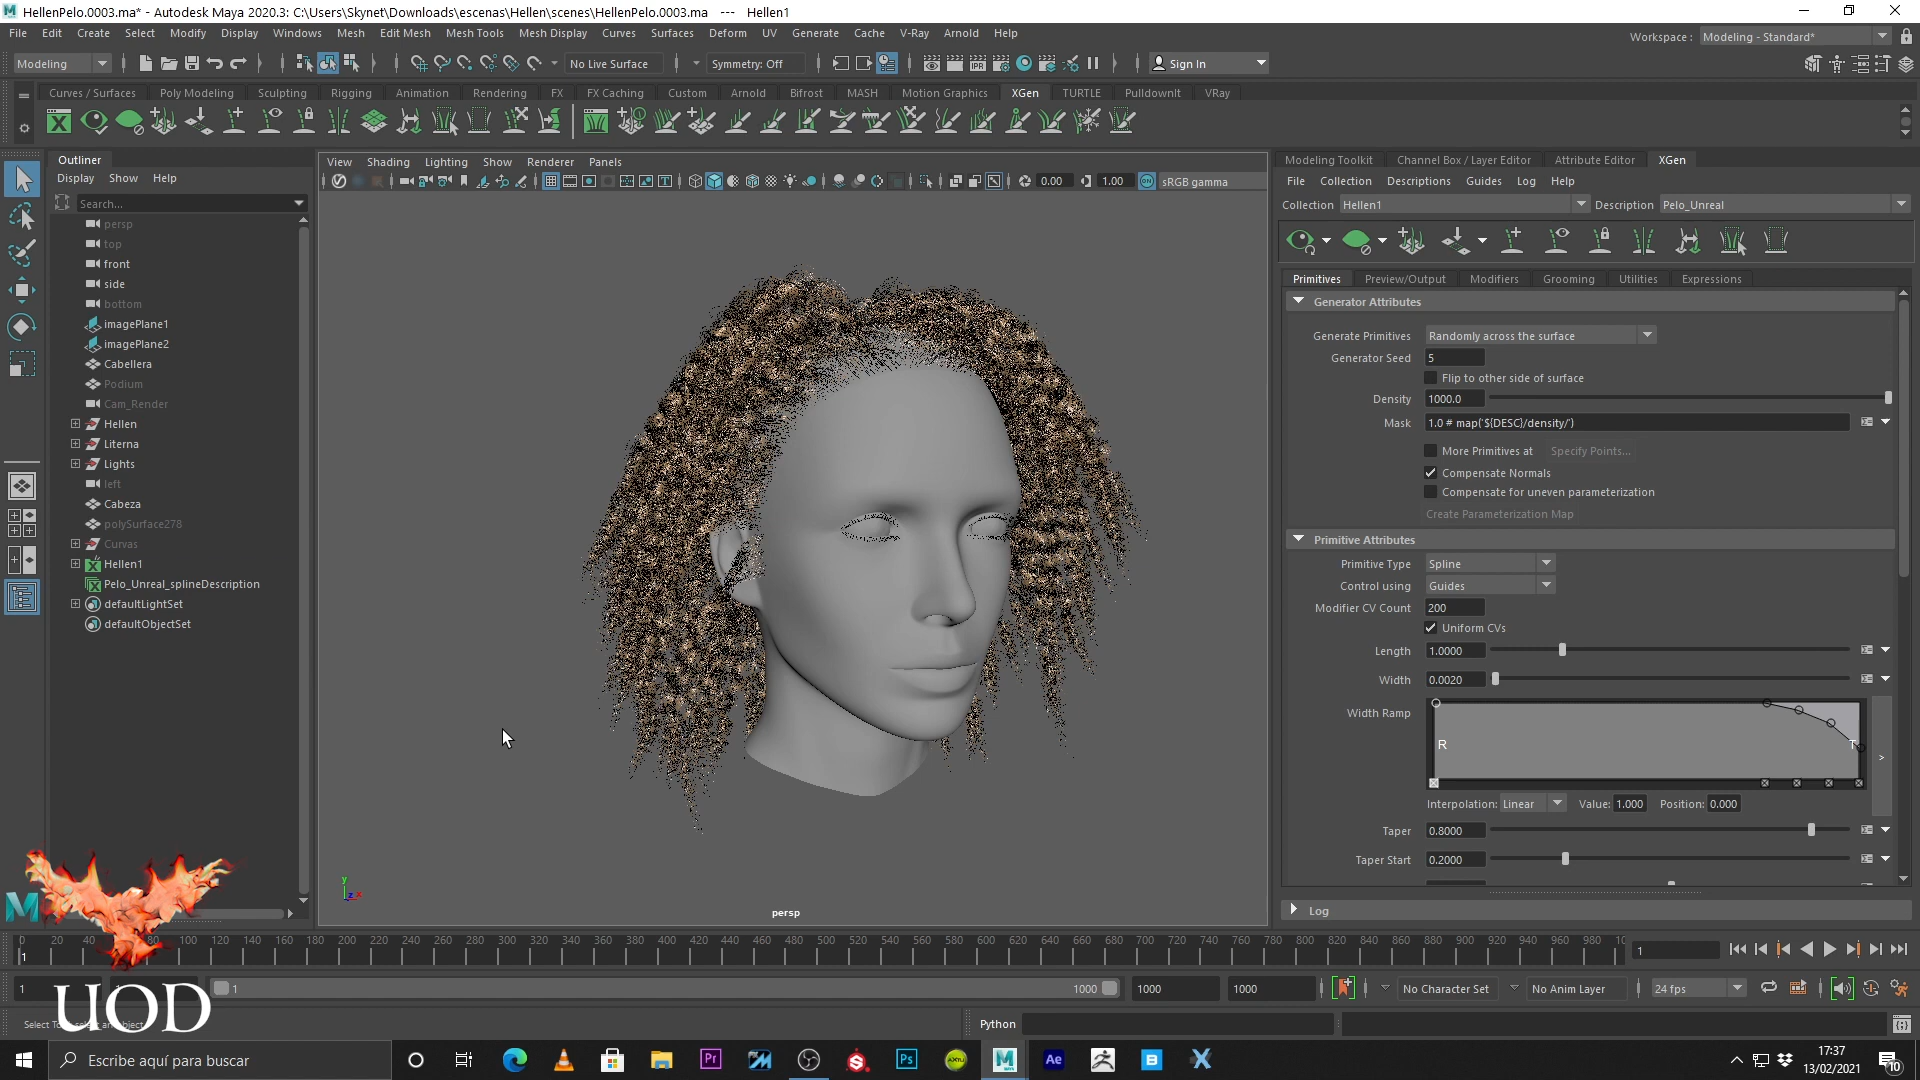 HellenPelo.0003.ma* - Autodesk Maya 2020.3: C:\Users\Skynet\Downloads\escenas\Hellen\scenes\HellenPelo.0003.ma --- Hellen1
File Edit Create Select Modify Display Windows Mesh Edit Mesh Mesh Tools Mesh Display Curves Surfaces Deform UV Generate Cache V-Ray Arnold Help
Workspace : Modeling - Standard*
Modeling No Live Surface Symmetry: Off Sign In
Curves / Surfaces Poly Modeling Sculpting Rigging Animation Rendering FX FX Caching Custom Arnold Bifrost MASH Motion Graphics XGen TURTLE PulldownIt VRay
Outliner
Display Show Help
Search...
persp
top
front
side
bottom
imagePlane1
imagePlane2
Cabellera
Podium
Cam_Render
Hellen
Literna
Lights
left
Cabeza
polySurface278
Curvas
Hellen1
Pelo_Unreal_splineDescription
defaultLightSet
defaultObjectSet
View Shading Lighting Show Renderer Panels
0.00 1.00 sRGB gamma
y
x
persp
Modeling Toolkit Channel Box / Layer Editor Attribute Editor XGen
File Collection Descriptions Guides Log Help
Collection Hellen1 Description Pelo_Unreal
Primitives Preview/Output Modifiers Grooming Utilities Expressions
Generator Attributes
Generate Primitives Randomly across the surface
Generator Seed 5
Flip to other side of surface
Density 1000.0
Mask 1.0 # map('${DESC}/density/')
More Primitives at Specify Points...
Compensate Normals
Compensate for uneven parameterization
Create Parameterization Map
Primitive Attributes
Primitive Type Spline
Control using Guides
Modifier CV Count 200
Uniform CVs
Length 1.0000
Width 0.0020
Width Ramp
R T
>
Interpolation: Linear Value: 1.000 Position: 0.000
Taper 0.8000
Taper Start 0.2000
Log
0 20 40 80 100 120 140 160 180 200 220 240 260 280 300 320 340 360 380 400 420 440 460 480 500 520 540 560 580 600 620 640 660 680 700 720 740 760 780 800 820 840 860 880 900 920 940 960 980
1
1
1 1 1000 1000 1000 No Character Set No Anim Layer 24 fps
UOD
Python
Escribe aquí para buscar
Pr Ps Ae
17:37
13/02/2021
10